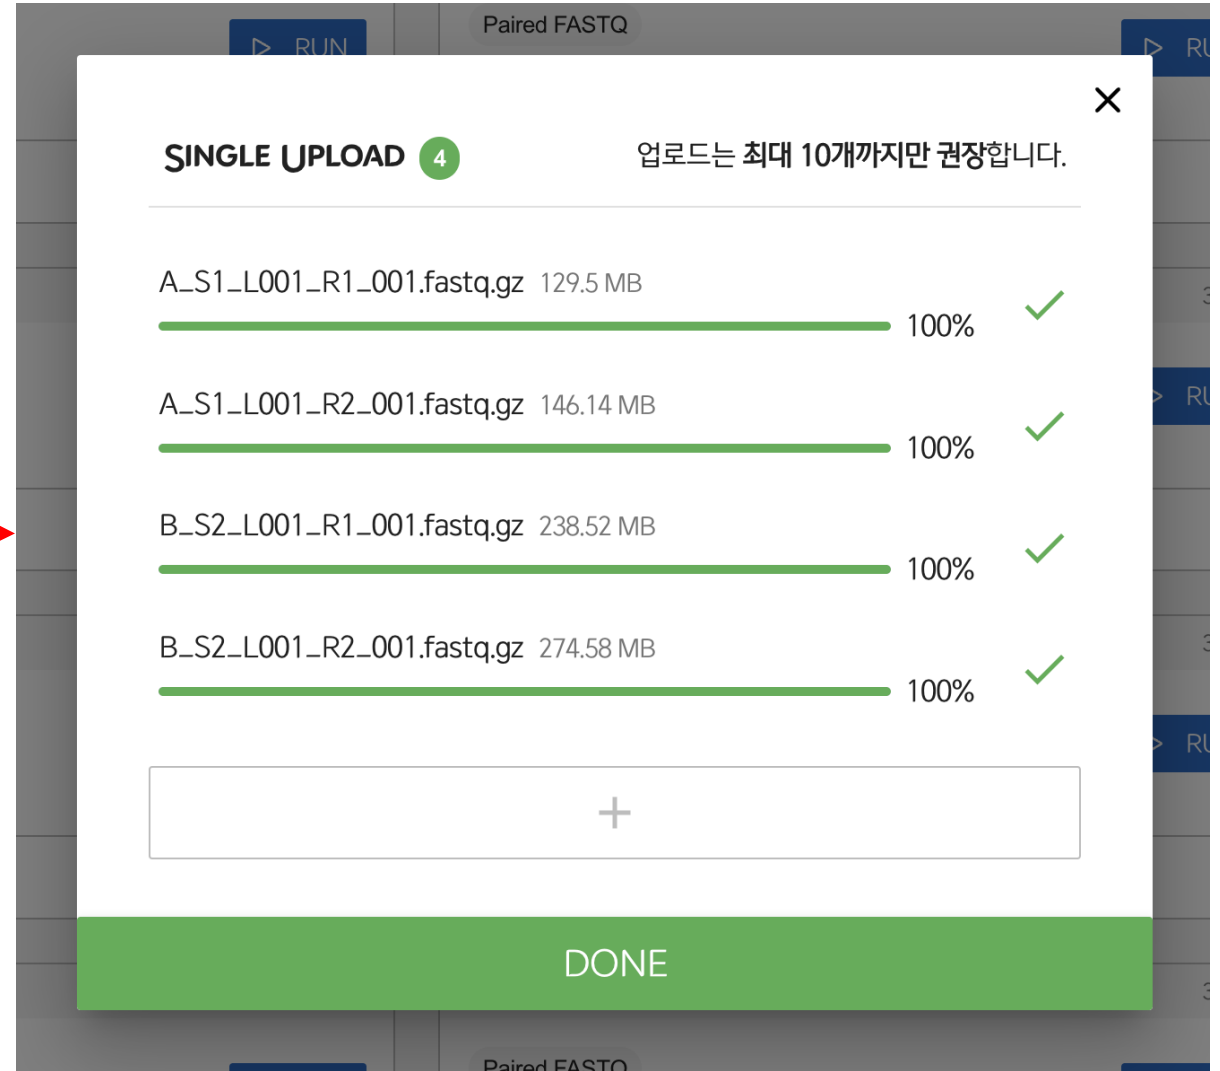 Paired FASTQ
RUN
SINGLE UPLOAD 4
업로드는 최대 10개까지만 권장합니다.
A_S1_L001_R1_001.fastq.gz 129.5 MB
100%
A_S1_L001_R2_001.fastq.gz 146.14 MB
100%
B_S2_L001_R1_001.fastq.gz 238.52 MB
100%
B_S2_L001_R2_001.fastq.gz 274.58 MB
100%
DONE
Paired FASTQ